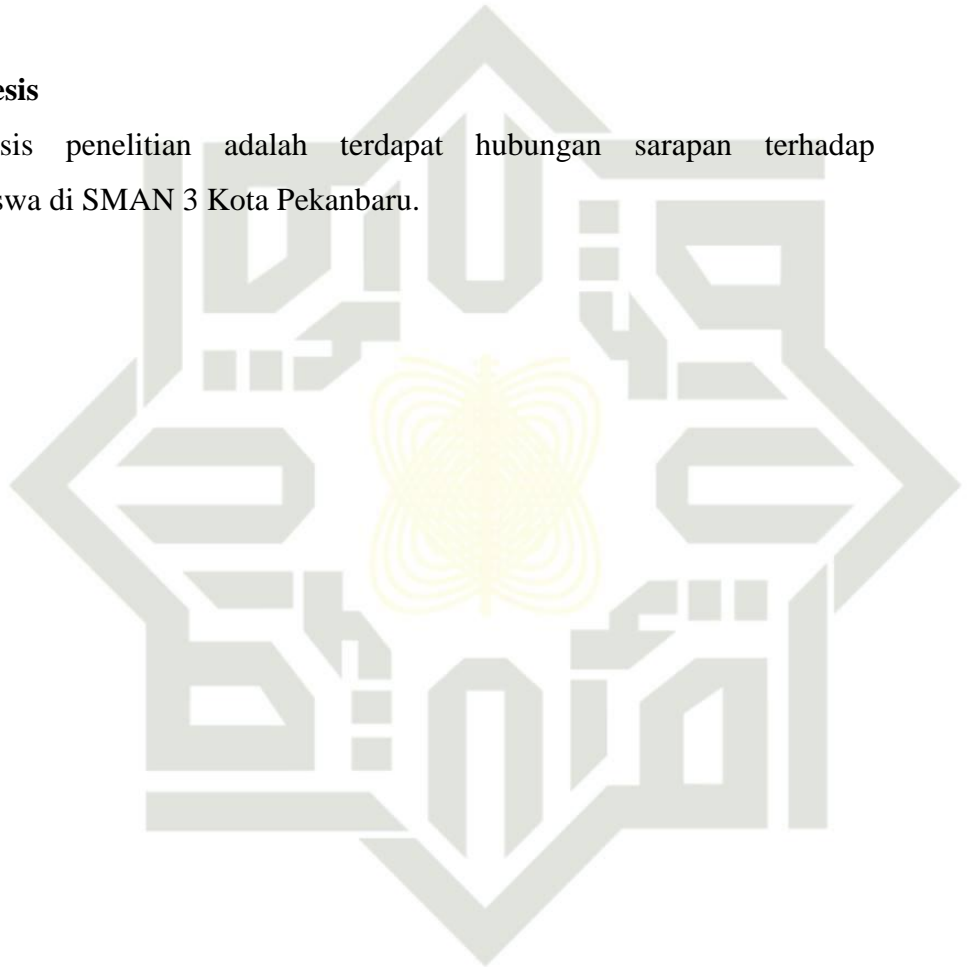 esis
sis penelitian adalah terdapat hubungan sarapan terhadap
swa di SMAN 3 Kota Pekanbaru.